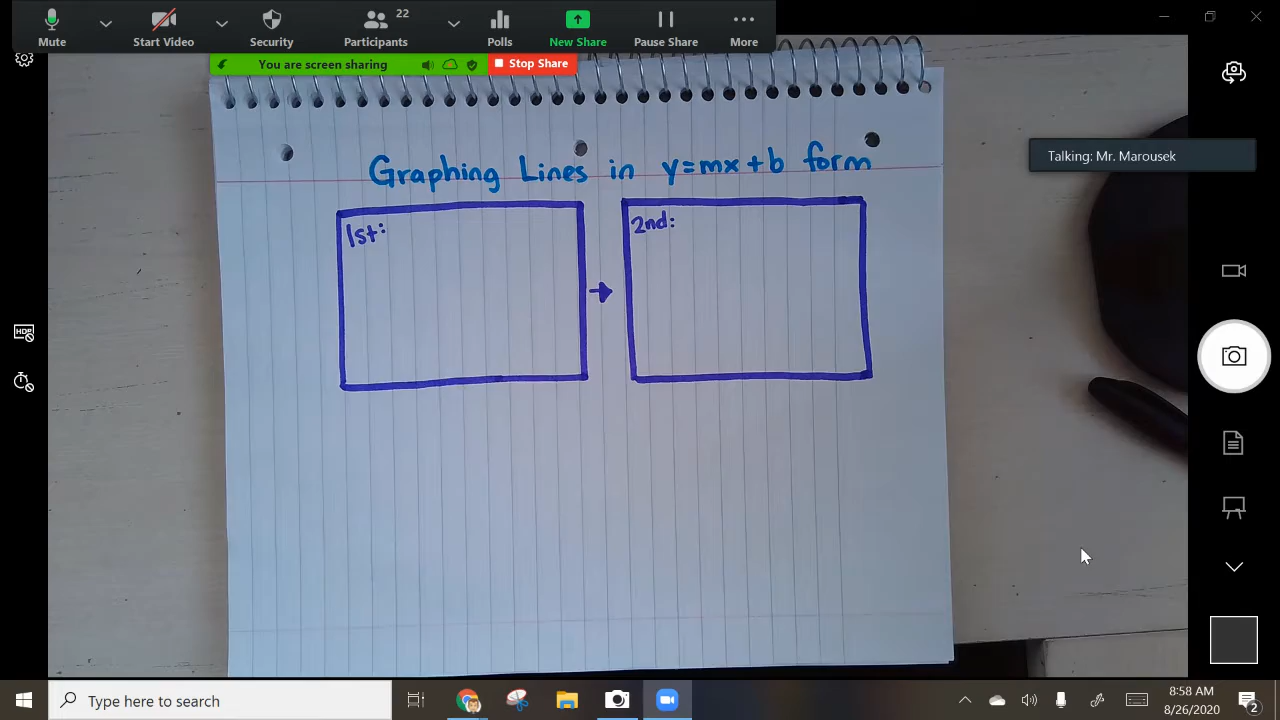 22
Mute
Start Video
Security
Participants
Polls
New Share
Pause Share
More
You are screen sharing
Stop Share
Talking: Mr. Marousek
Graphing Lines in y=mx+b form
1st:
2nd:
HDR
Type here to search
8:58 AM
8/26/2020
2